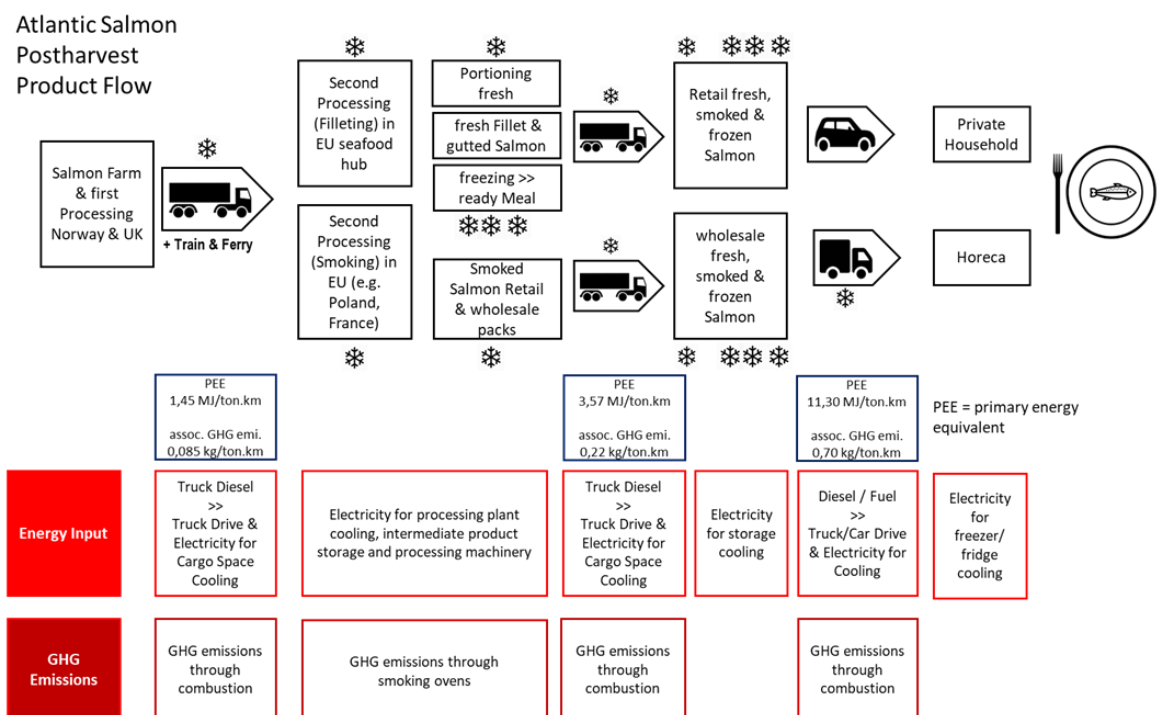 Atlantic Salmon
Postharvest
Product Flow
Salmon Farm
& first
Processing
Norway & UK
+ Train & Ferry
Second
Processing
(Filleting) in
EU seafood
hub
Second
Processing
(Smoking) in
EU (e.g.
Poland,
France)
Portioning
fresh
fresh Fillet &
gutted Salmon
freezing >>
ready Meal
Smoked
Salmon Retail
& wholesale
packs
Retail fresh,
smoked &
frozen
Salmon
wholesale
fresh,
smoked &
frozen
Salmon
Private
Household
Horeca
PEE
1,45 MJ/ton.km
assoc. GHG emi.
0,085 kg/ton.km
PEE
3,57 MJ/ton.km
assoc. GHG emi.
0,22 kg/ton.km
PEE
11,30 MJ/ton.km
assoc. GHG emi.
0,70 kg/ton.km
PEE = primary energy
equivalent
Energy Input
Truck Diesel
>>
Truck Drive &
Electricity for
Cargo Space
Cooling
Electricity for processing plant
cooling, intermediate product
storage and processing machinery
Truck Diesel
>>
Truck Drive &
Electricity for
Cargo Space
Cooling
Electricity
for storage
cooling
Diesel / Fuel
>>
Truck/Car Drive
& Electricity for
Cooling
Electricity
for
freezer/
fridge
cooling
GHG
Emissions
GHG emissions
through
combustion
GHG emissions through
smoking ovens
GHG emissions
through
combustion
GHG emissions
through
combustion